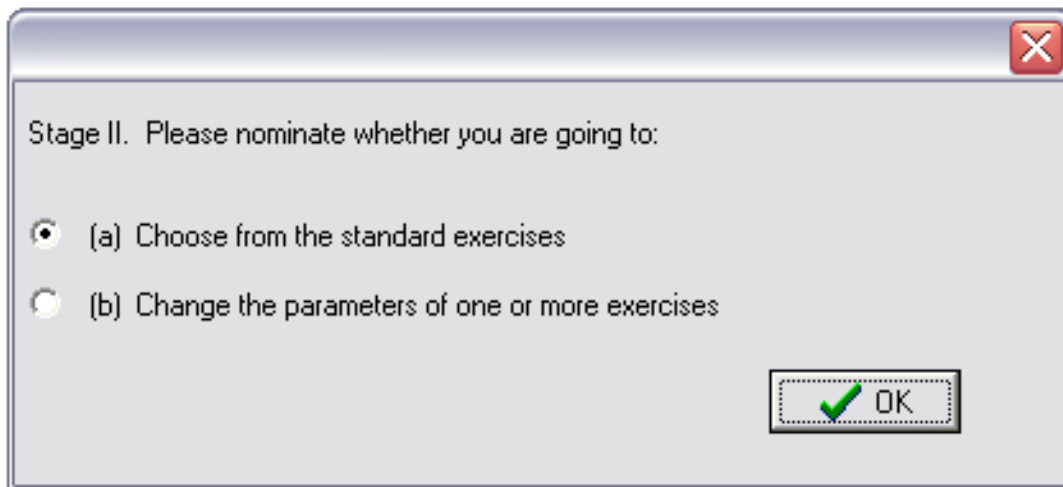 Stage II. Please nominate whether you are going to:
(a) Choose from the standard exercises
(b) Change the parameters of one or more exercises
OK